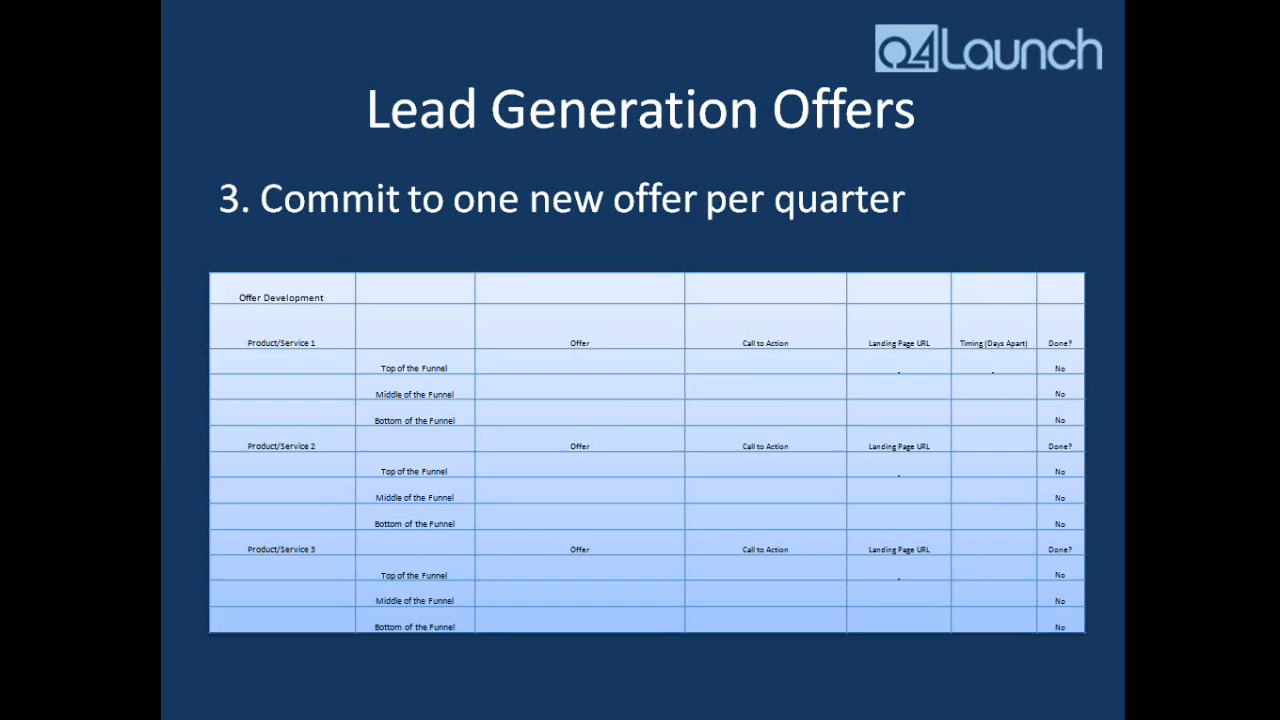 Q4Launch
Lead Generation Offers
3. Commit to one new offer per quarter
Offer Development
Product/Service 1 Offer Call to Action Landing Page URL Timing (Days Apart) Done?
Top of the Funnel . . No
Middle of the Funnel No
Bottom of the Funnel No
Product/Service 2 Offer Call to Action Landing Page URL Done?
Top of the Funnel . No
Middle of the Funnel No
Bottom of the Funnel No
Product/Service 3 Offer Call to Action Landing Page URL Done?
Top of the Funnel . No
Middle of the Funnel No
Bottom of the Funnel No